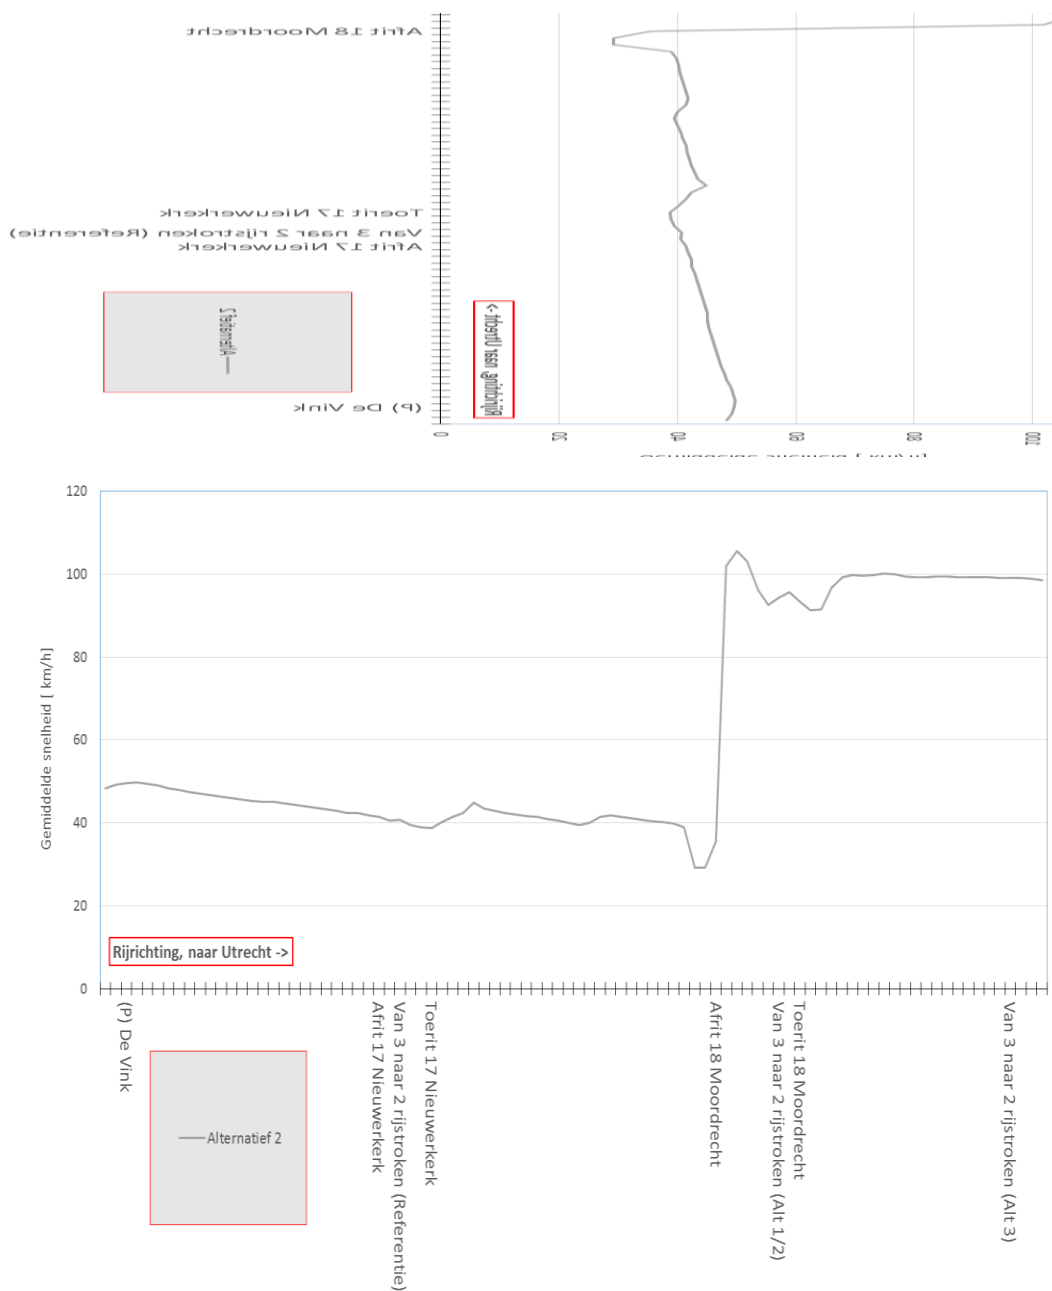 Afrit 18 Moordrecht
Toerit 17 Nieuwerkerk
Van 3 naar 2 rijstroken (Referentie)
Afrit 17 Nieuwerkerk
Alternatief 2
Rijrichting, naar Utrecht ->
(P) De Vink
0
20
40
60
80
100
Gemiddelde snelheid [ km/h]
120
100
80
60
40
20
0
Gemiddelde snelheid [ km/h]
Rijrichting, naar Utrecht ->
(P) De Vink
Afrit 17 Nieuwerkerk
Van 3 naar 2 rijstroken (Referentie)
Toerit 17 Nieuwerkerk
Afrit 18 Moordrecht
Van 3 naar 2 rijstroken (Alt 1/2)
Toerit 18 Moordrecht
Van 3 naar 2 rijstroken (Alt 3)
Alternatief 2